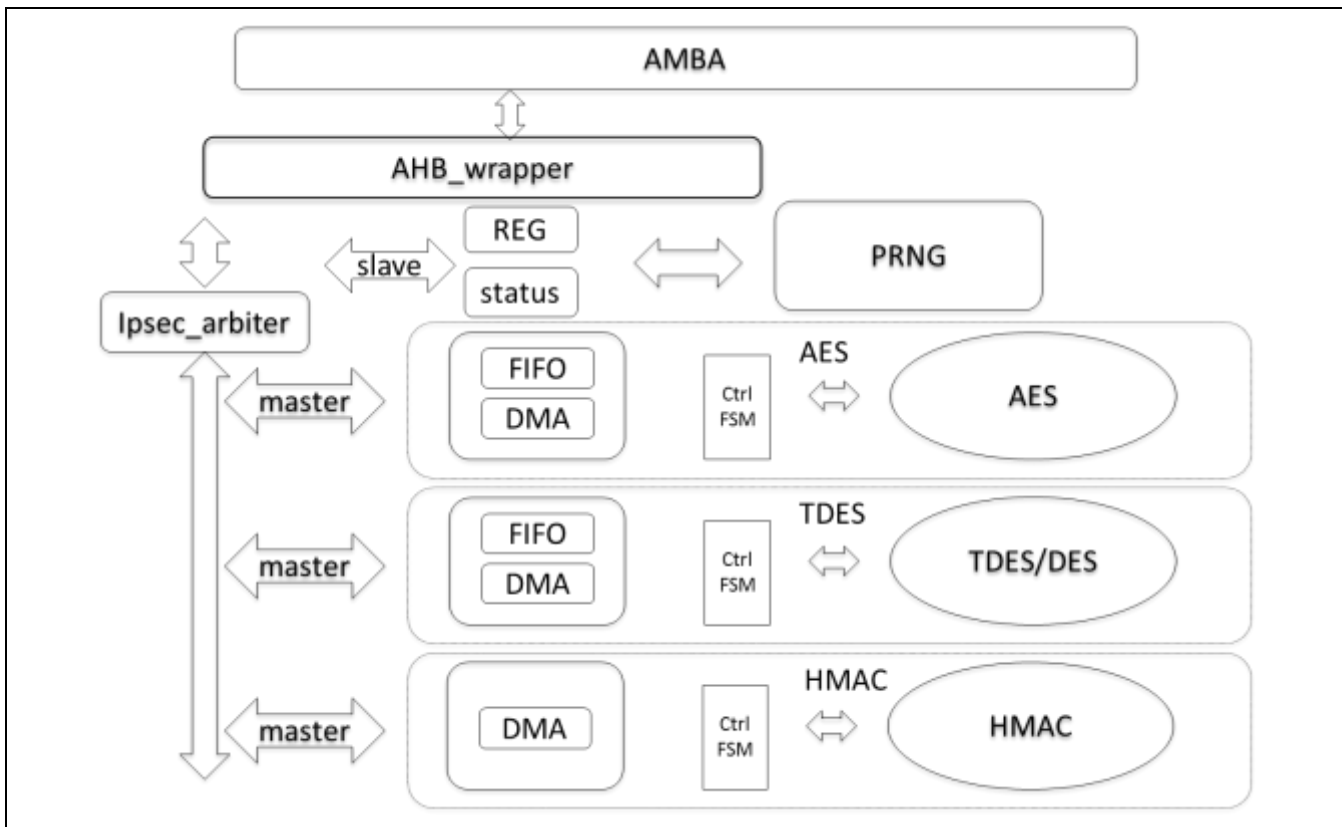 AMBA
AHB_wrapper
REG
slave
status
PRNG
Ipsec_arbiter
master
FIFO
DMA
Ctrl
FSM
AES
AES
master
FIFO
DMA
Ctrl
FSM
TDES
TDES/DES
master
DMA
Ctrl
FSM
HMAC
HMAC